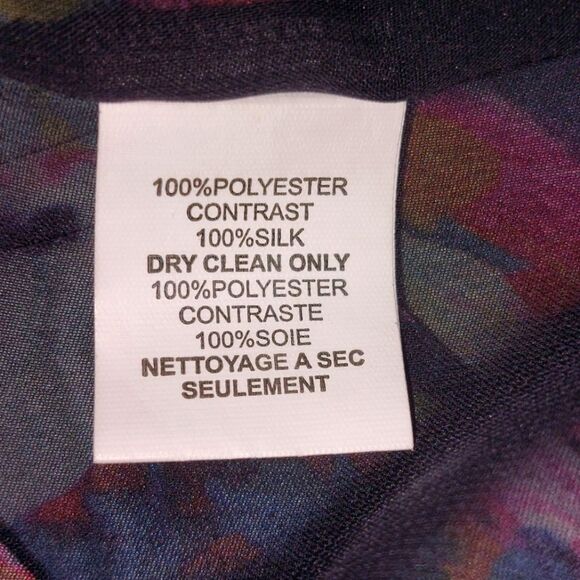 100%POLYESTER
CONTRAST
100%SILK
DRY CLEAN ONLY
100%POLYESTER
CONTRASTE
100%SOIE
NETTOYAGE A SEC
SEULEMENT